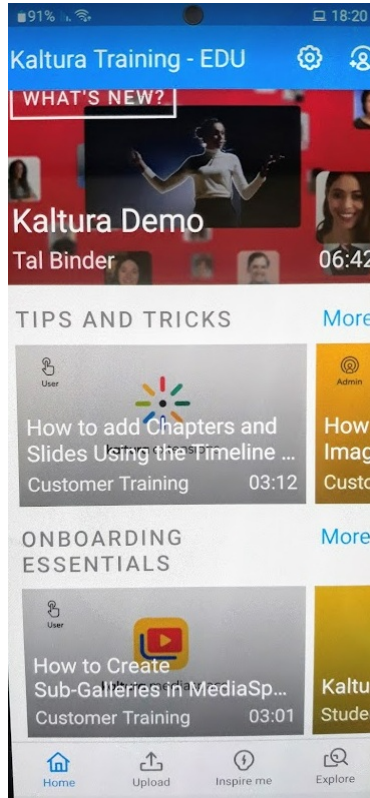 91% 18:20
Kaltura Training - EDU
WHAT'S NEW?
Kaltura Demo
Tal Binder 06:42
TIPS AND TRICKS More
User
Admin
How to add Chapters and
Slides Using the Timeline ...
Customer Training 03:12
How
Imag
Custo
ONBOARDING
ESSENTIALS
More
User
How to Create
Sub-Galleries in MediaSp...
Customer Training 03:01
Kaltu
Stude
Home Upload Inspire me Explore